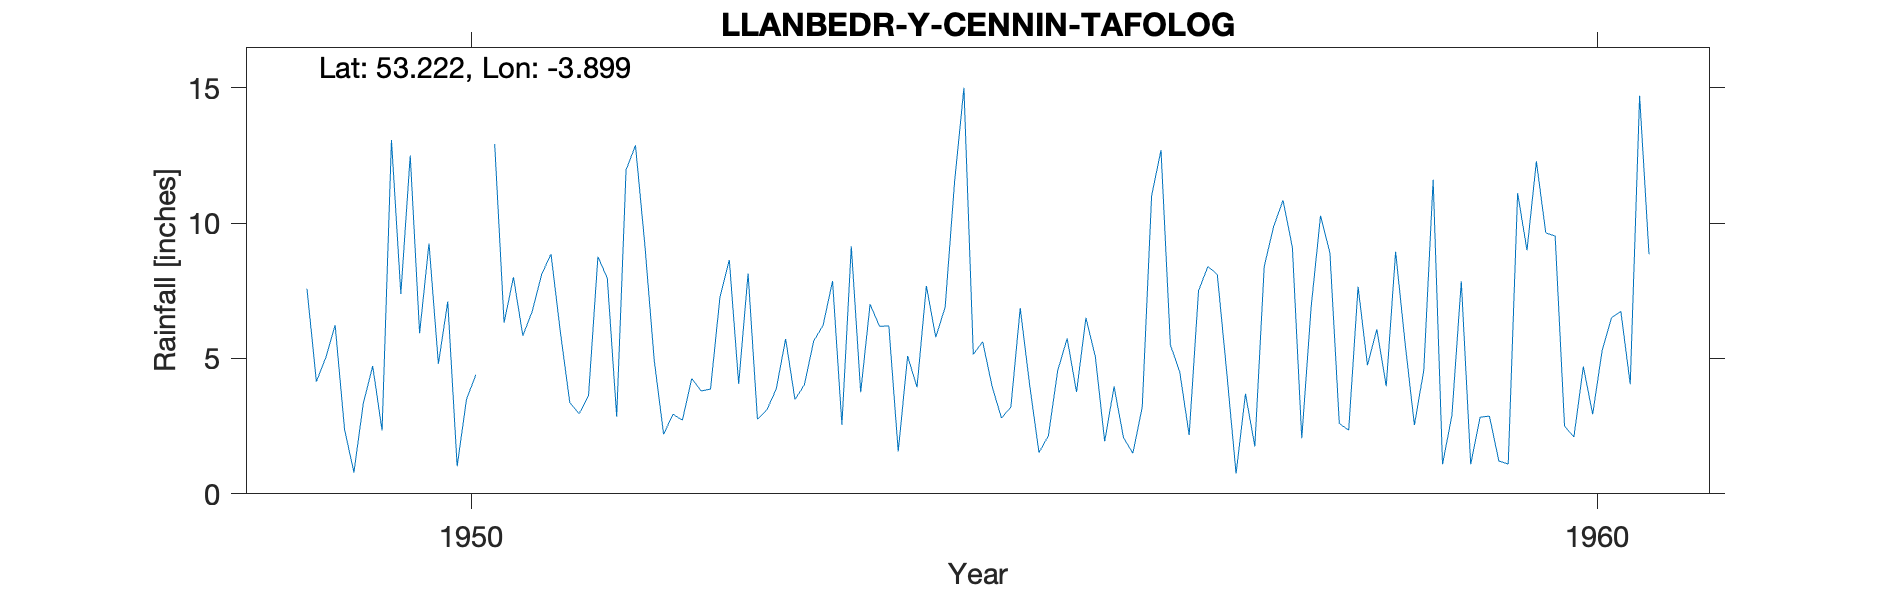 LLANBEDR-Y-CENNIN-TAFOLOG
Lat: 53.222, Lon: -3.899
15
10
5
0
Rainfall [inches]
1950
1960
Year